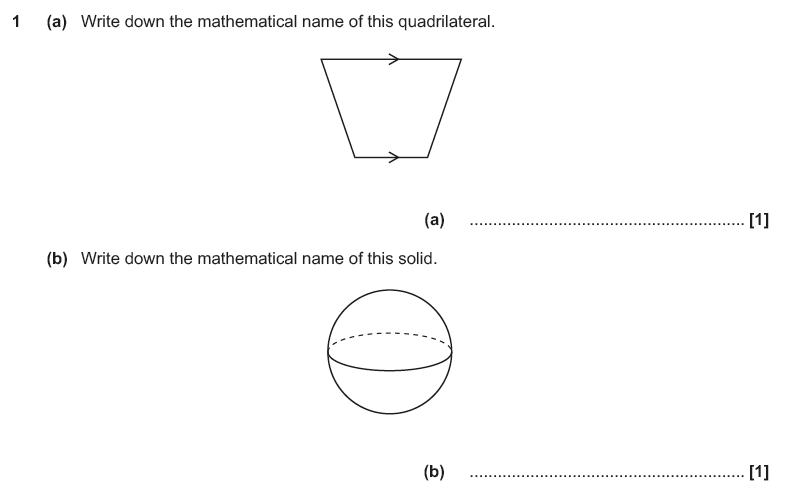 1 (a) Write down the mathematical name of this quadrilateral.
(a) ........................................................... [1]
(b) Write down the mathematical name of this solid.
(b) ........................................................... [1]